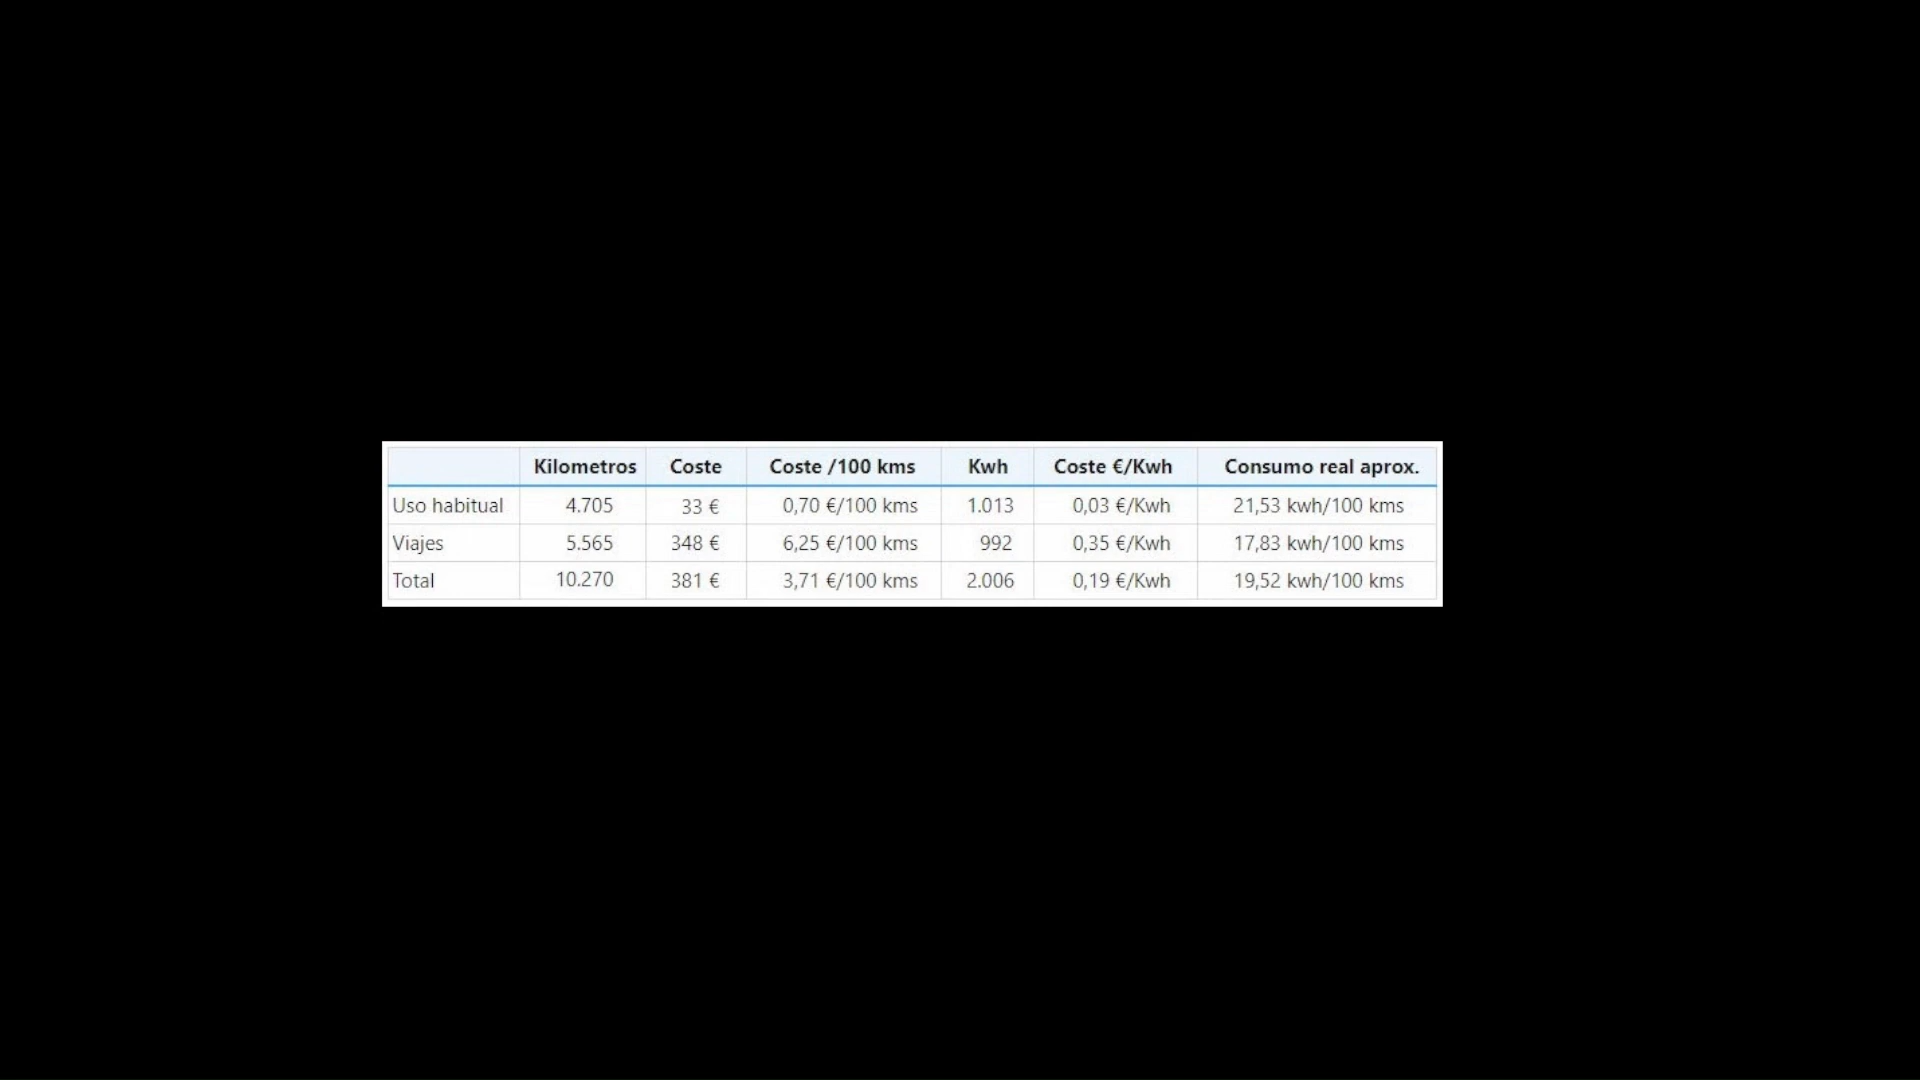 Kilometros Coste Coste /100 kms Kwh Coste €/Kwh Consumo real aprox.
Uso habitual 4.705 33 € 0,70 €/100 kms 1.013 0,03 €/Kwh 21,53 kwh/100 kms
Viajes 5.565 348 € 6,25 €/100 kms 992 0,35 €/Kwh 17,83 kwh/100 kms
Total 10.270 381 € 3,71 €/100 kms 2.006 0,19 €/Kwh 19,52 kwh/100 kms